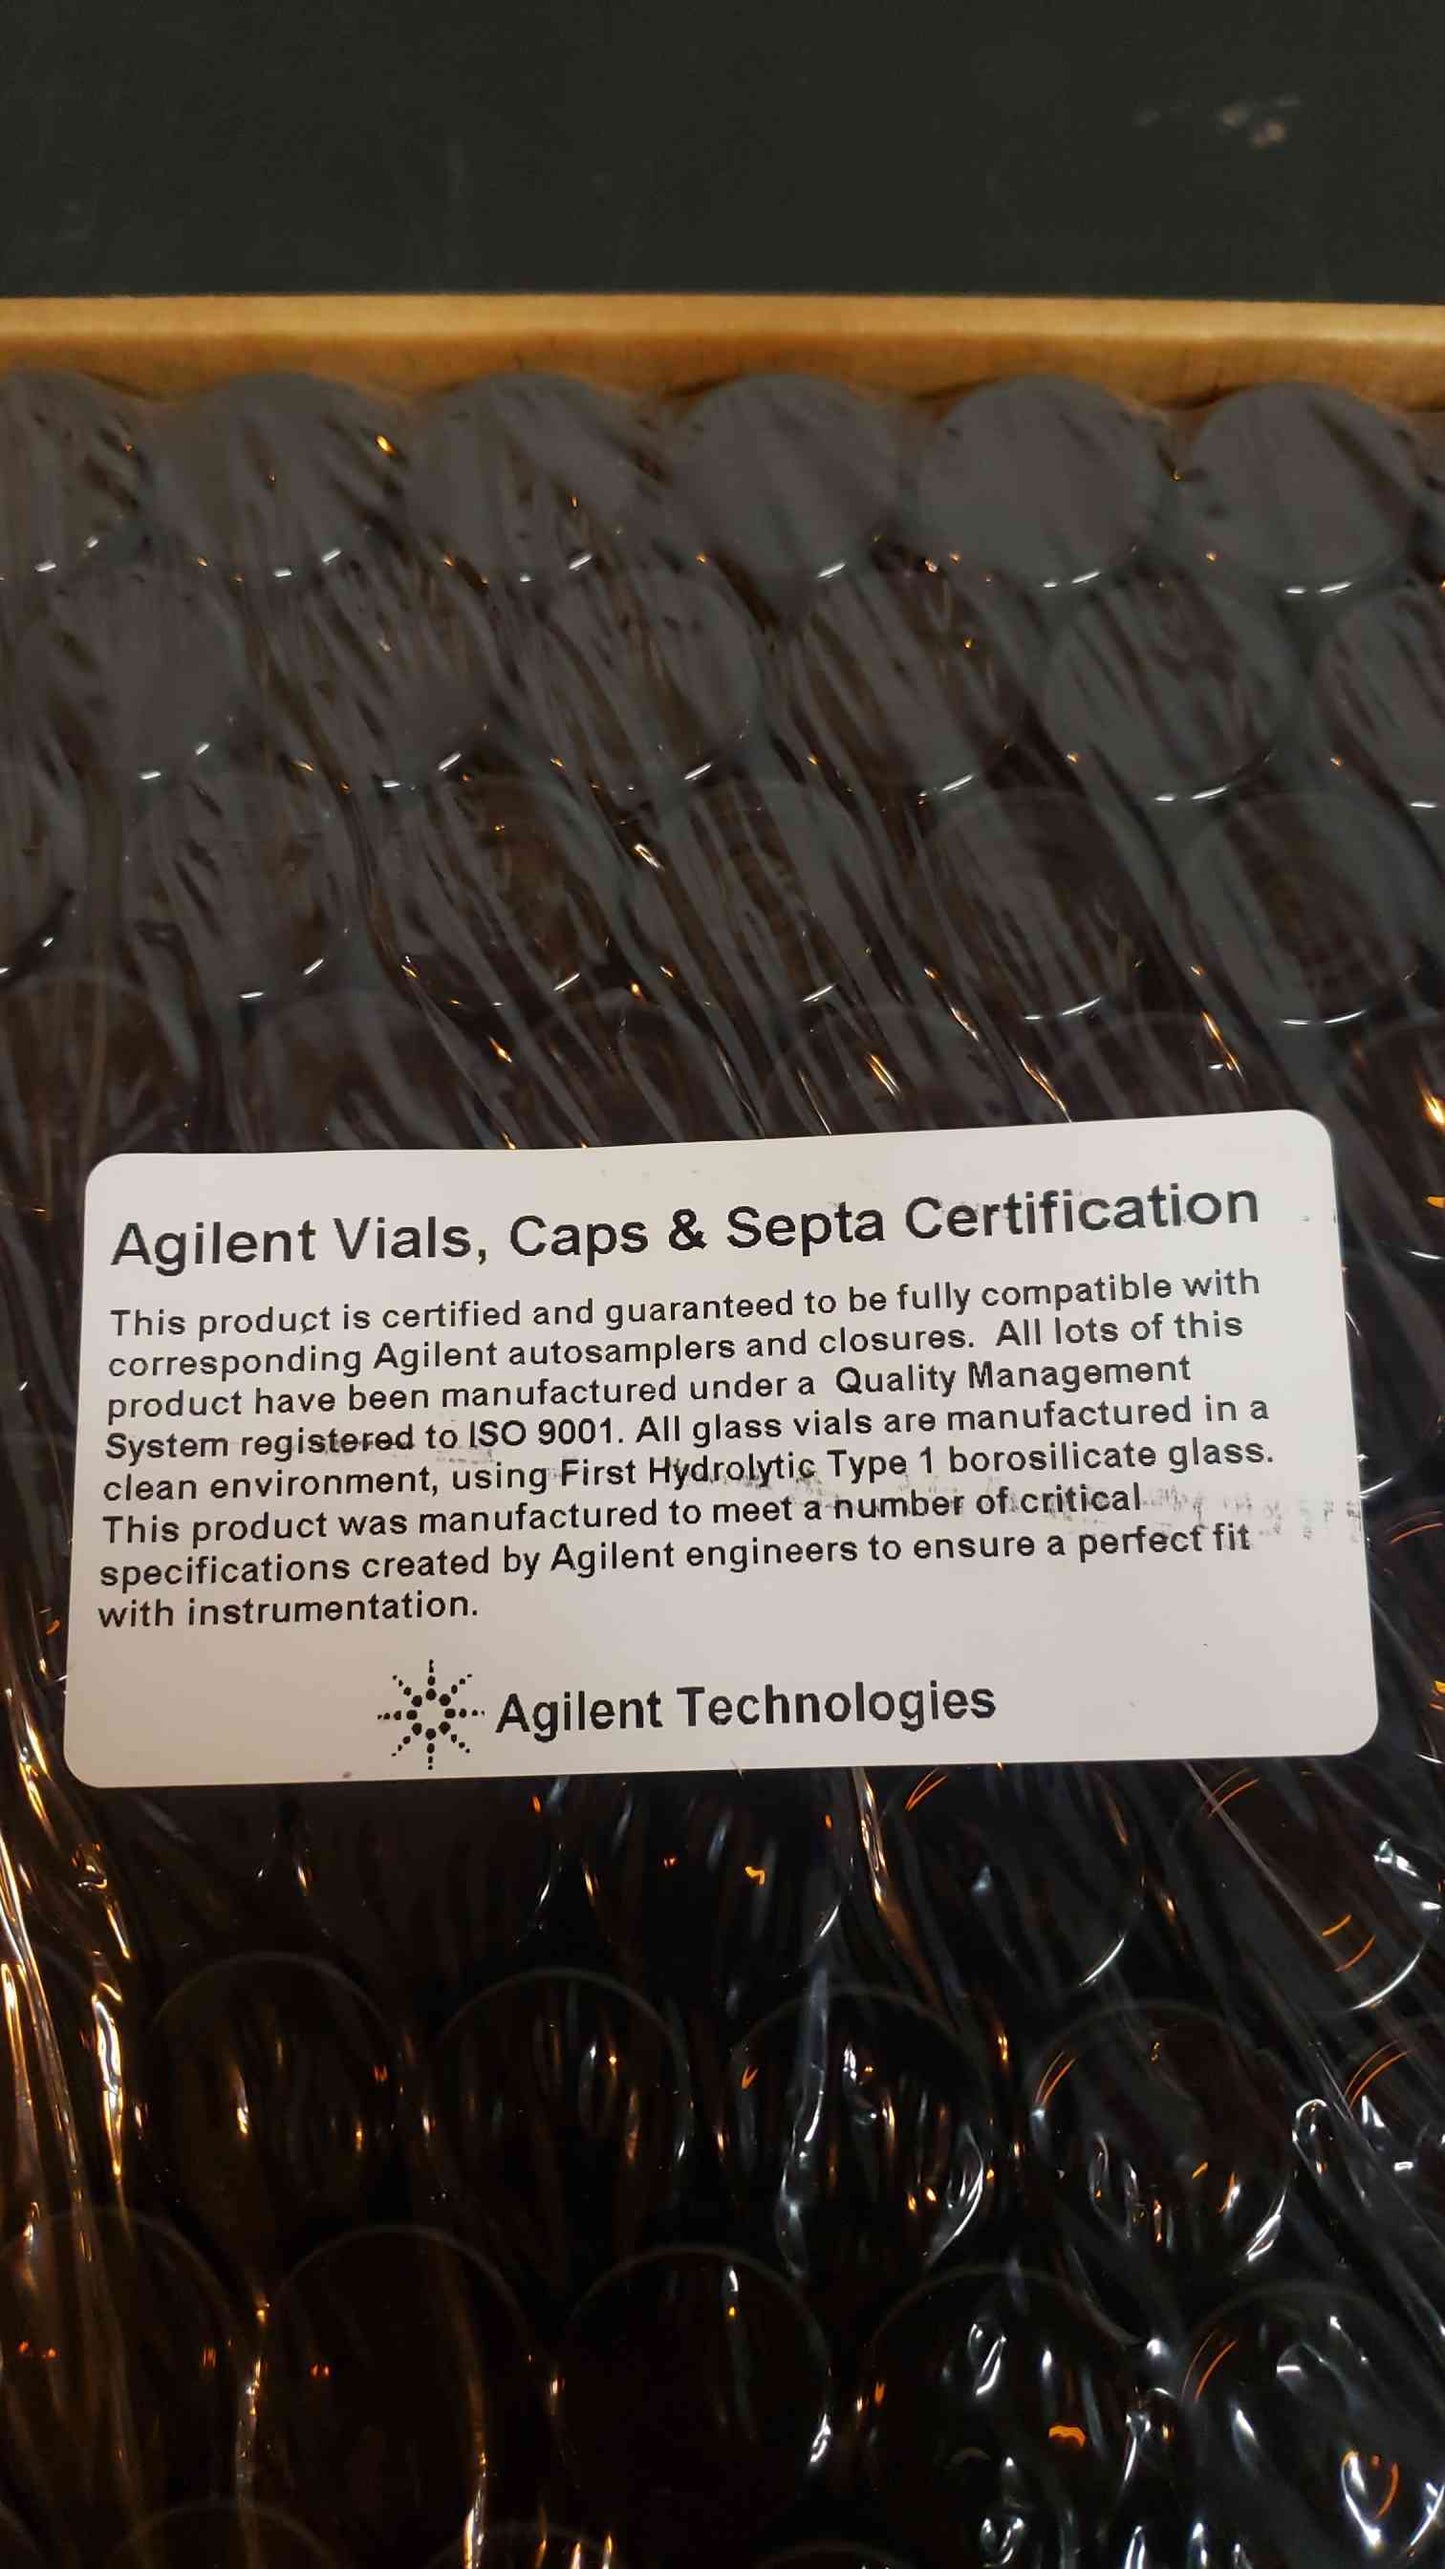 Agilent Vials, Caps & Septa Certification
This product is certified and guaranteed to be fully compatible with
corresponding Agilent autosamplers and closures. All lots of this
product have been manufactured under a Quality Management
System registered to ISO 9001. All glass vials are manufactured in a
clean environment, using First Hydrolytic Type 1 borosilicate glass.
This product was manufactured to meet a number of critical
specifications created by Agilent engineers to ensure a perfect fit
with instrumentation.
Agilent Technologies